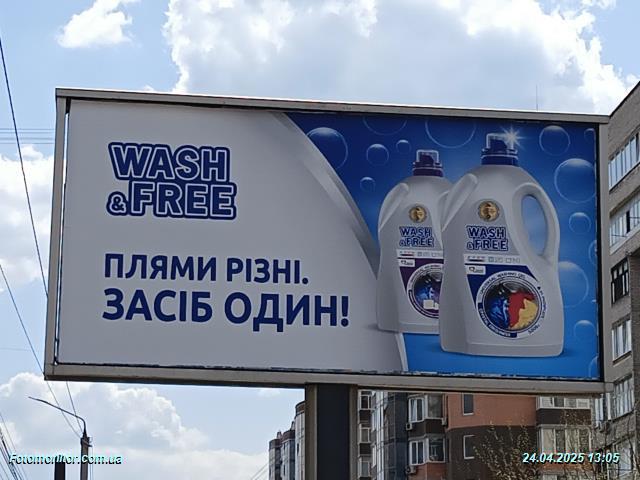 WASH
&FREE
ПЛЯМИ РІЗНІ.
ЗАСІБ ОДИН!
WASH
&FREE
WASH
&FREE
Fotomonitor.com.ua
24.04.2025 13:05